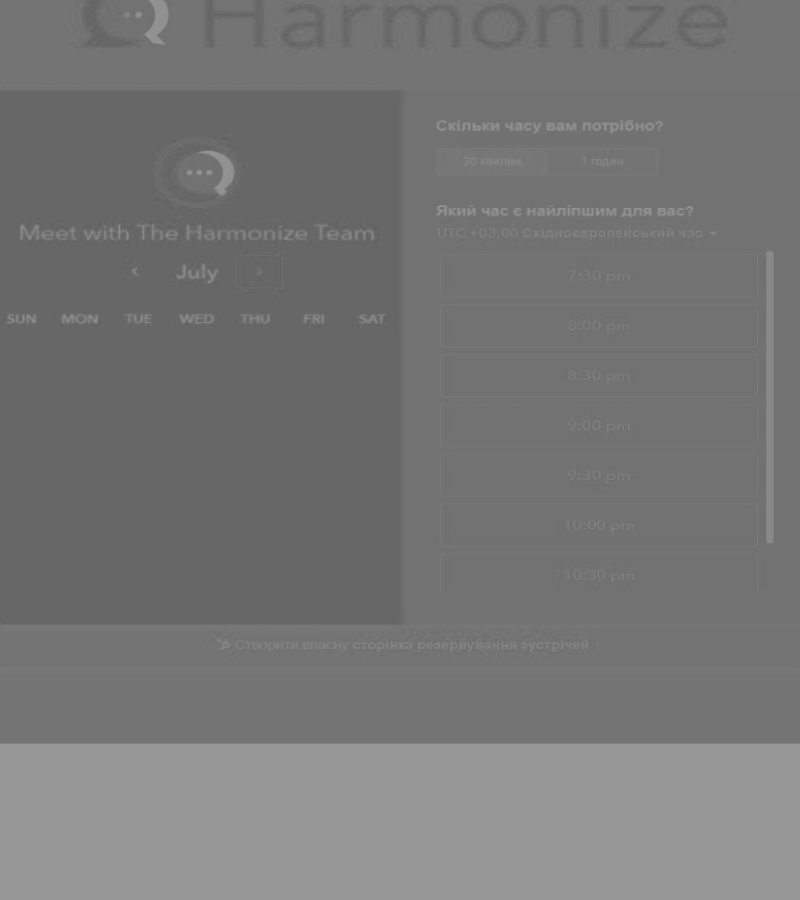 Harmonize
Meet with The Harmonize Team
July
SUN MON TUE WED THU FRI SAT
Скільки часу вам потрібно?
30 хвилин 1 годин
Який час є найліпшим для вас?
UTC +03:00 Східноєвропейський час
7:30 pm
8:00 pm
8:30 pm
9:00 pm
9:30 pm
10:00 pm
10:30 pm
Створити власну сторінка резервування зустрічей